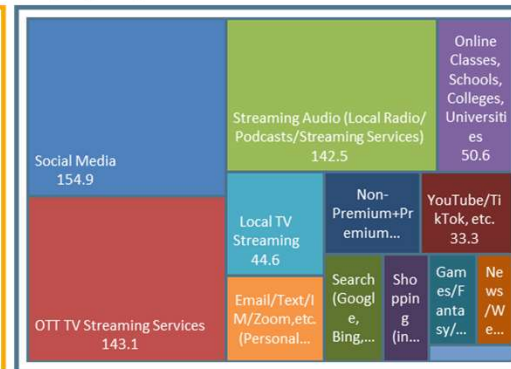 Social Media
154.9
OTT TV Streaming Services
143.1
Streaming Audio (Local Radio/
Podcasts/Streaming Services)
142.5
Online
Classes,
Schools,
Colleges,
Universiti
es
50.6
Local TV
Streaming
44.6
Non-
Premium+Pr
emium...
YouTube/Ti
kTok, etc.
33.3
Email/Text/I
M/Zoom,etc.
(Personal...
Search
(Googl
e,
Bing,...
Sho
ppin
g
(in...
Gam
es/F
anta
sy/...
Ne
ws
/W
e...